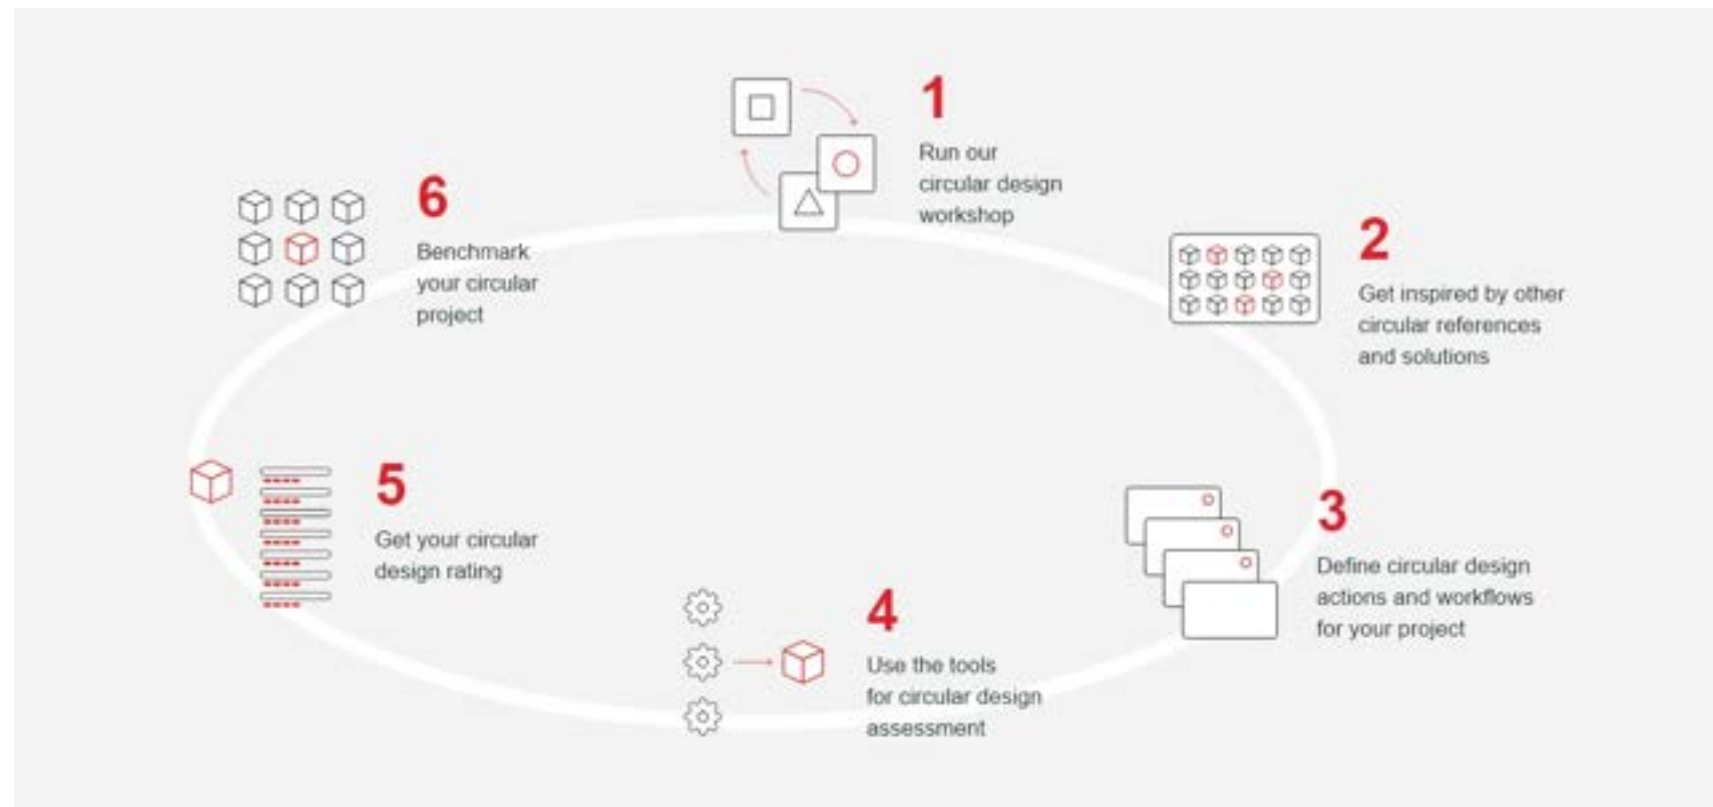 1
Run our
circular design
workshop
2
Get inspired by other
circular references
and solutions
3
Define circular design
actions and workflows
for your project
4
Use the tools
for circular design
assessment
5
Get your circular
design rating
6
Benchmark
your circular
project